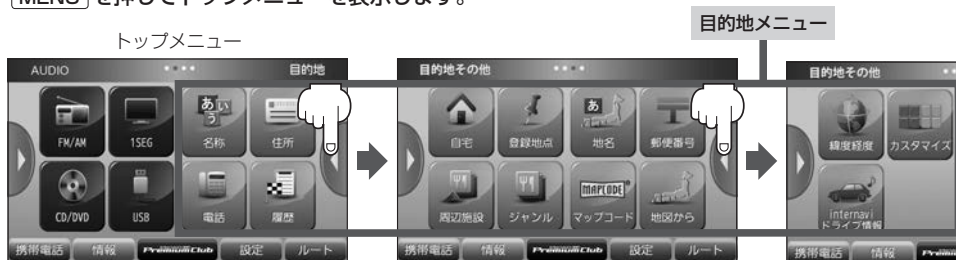 MENU を押してトップメニューを表示します。
目的地メニュー
トップメニュー
AUDIO 目的地
FM/AM 1SEG 名称 住所
CD/DVD USB 電話 履歴
携帯電話 情報 PremiumClub 設定 ルート
目的地その他
自宅 登録地点 地名 郵便番号
周辺施設 ジャンル マップコード 地図から
携帯電話 情報 PremiumClub 設定 ルート
目的地その他
緯度経度 カスタマイズ
internavi
ドライブ情報
携帯電話 情報
あ い
う
あ
MAPCODE